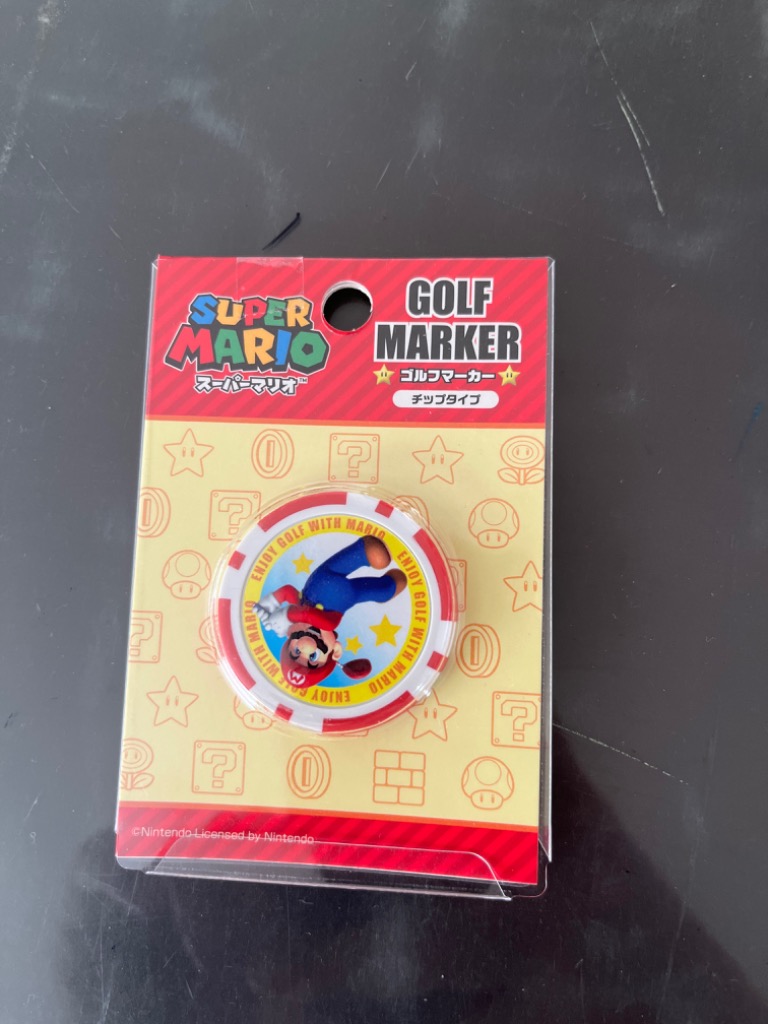 SUPER
MARIO
スーパーマリオ™
GOLF
MARKER
ゴルフマーカー
チップタイプ
ENJOY GOLF WITH MARIO
ENJOY GOLF WITH MARIO
ENJOY GOLF WITH MARIO
M
©Nintendo Licensed by Nintendo